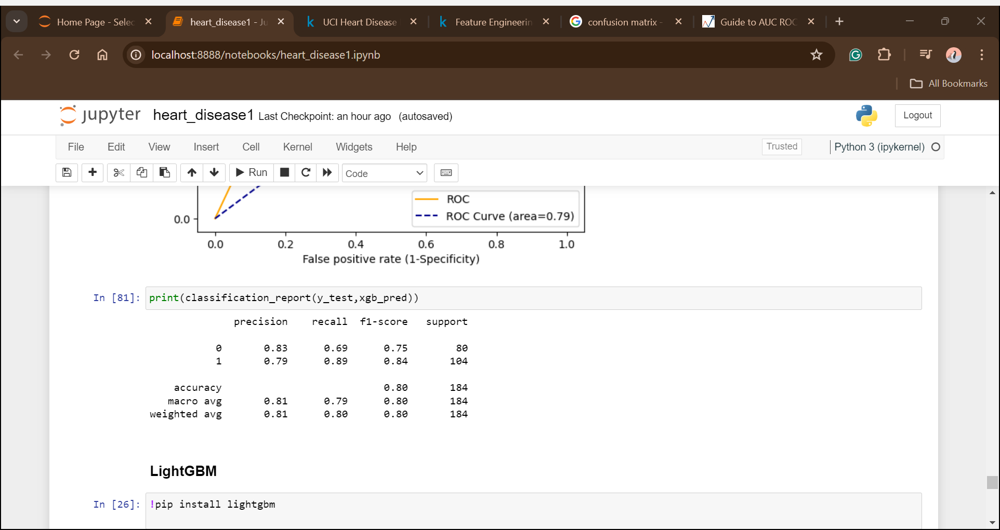 Home Page - Selec
heart_disease1 - Ju
UCI Heart Disease
Feature Engineerin
confusion matrix -
Guide to AUC ROC
localhost:8888/notebooks/heart_disease1.ipynb
All Bookmarks
jupyter heart_disease1 Last Checkpoint: an hour ago (autosaved)
Logout
File Edit View Insert Cell Kernel Widgets Help
Trusted
Python 3 (ipykernel)
Run
Code
ROC
ROC Curve (area=0.79)
0.0
0.0 0.2 0.4 0.6 0.8 1.0
False positive rate (1-Specificity)
In [81]: print(classification_report(y_test,xgb_pred))
precision recall f1-score support
0 0.83 0.69 0.75 80
1 0.79 0.89 0.84 104
accuracy 0.80 184
macro avg 0.81 0.79 0.80 184
weighted avg 0.81 0.80 0.80 184
LightGBM
In [26]: !pip install lightgbm